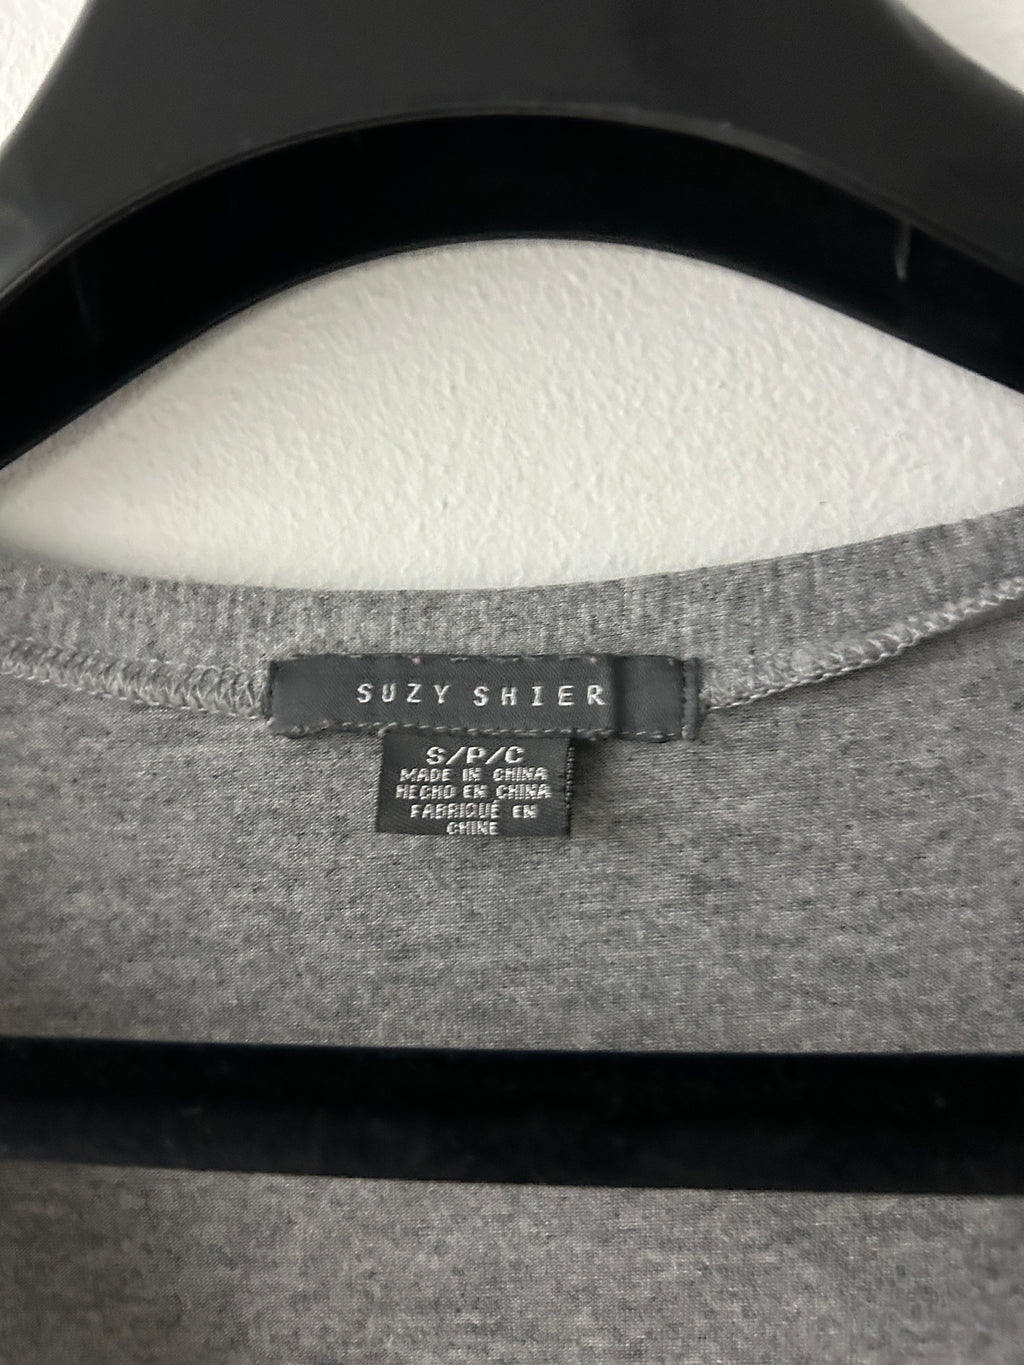 SUZY SHIER
S/P/C
MADE IN CHINA
HECHO EN CHINA
FABRIQUÉ EN
CHINE